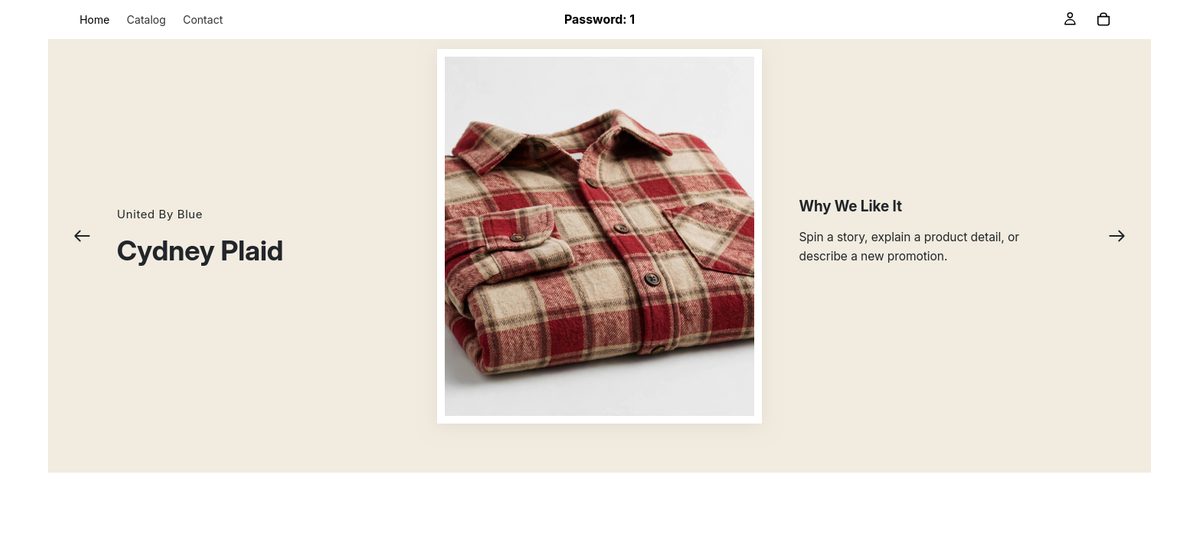 Home Catalog Contact Password: 1
United By Blue
Cydney Plaid
Why We Like It
Spin a story, explain a product detail, or
describe a new promotion.